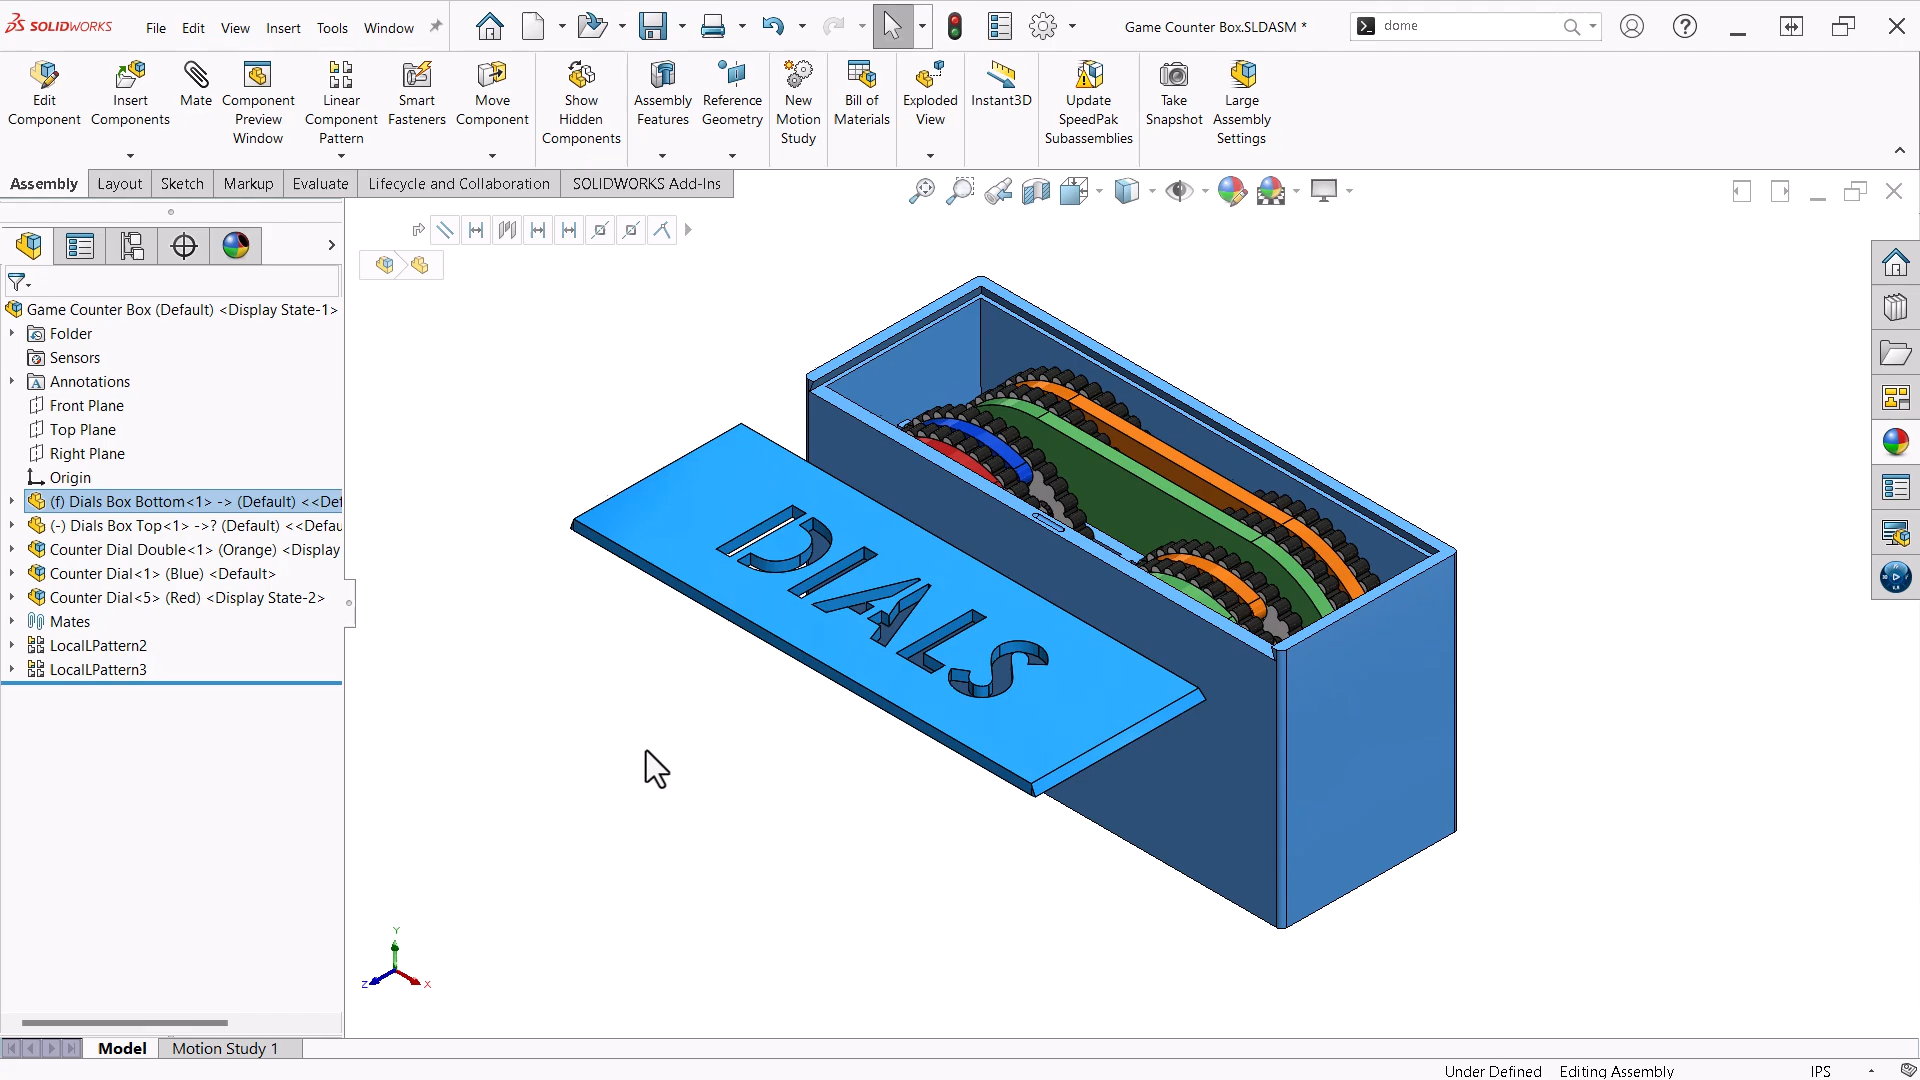 SOLIDWORKS
File Edit View Insert Tools Window
Game Counter Box.SLDASM *
dome
Edit Component
Insert Components
Mate
Component Preview Window
Linear Component Pattern
Smart Fasteners
Move Component
Show Hidden Components
Assembly Features
Reference Geometry
New Motion Study
Bill of Materials
Exploded View
Instant3D
Update SpeedPak Subassemblies
Take Snapshot
Large Assembly Settings
Assembly Layout Sketch Markup Evaluate Lifecycle and Collaboration SOLIDWORKS Add-Ins
Game Counter Box (Default) <Display State-1>
Folder
Sensors
Annotations
Front Plane
Top Plane
Right Plane
Origin
(f) Dials Box Bottom<1> -> (Default) <<Def
(-) Dials Box Top<1> ->? (Default) <<Defau
Counter Dial Double<1> (Orange) <Display
Counter Dial<1> (Blue) <Default>
Counter Dial<5> (Red) <Display State-2>
Mates
LocalLPattern2
LocalLPattern3
DIALS
Y
Z X
Model Motion Study 1
Under Defined Editing Assembly IPS